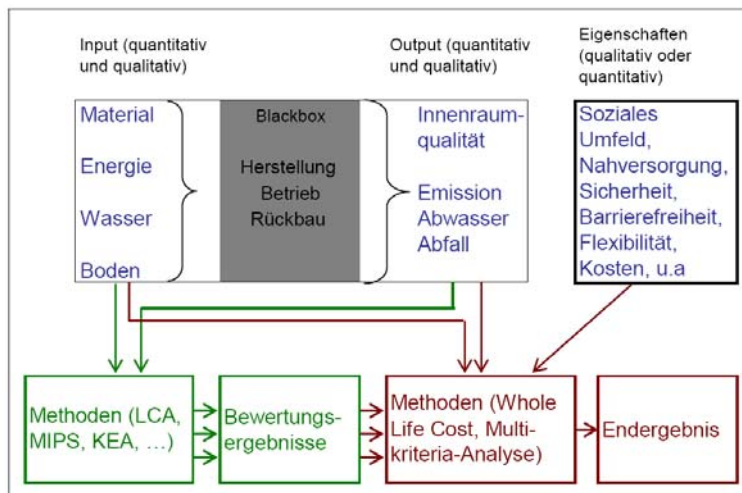 Input (quantitativ
und qualitativ)
Output (quantitativ
und qualitativ)
Eigenschaften
(qualitativ oder
quantitativ)
Material
Energie
Wasser
Boden
Blackbox
Herstellung
Betrieb
Rückbau
Innenraum-
qualität
Emission
Abwasser
Abfall
Soziales
Umfeld,
Nahversorgung,
Sicherheit,
Barrierefreiheit,
Flexibilität,
Kosten, u.a
Methoden (LCA,
MIPS, KEA, …)
Bewertungs-
ergebnisse
Methoden (Whole
Life Cost, Multi-
kriteria-Analyse)
Endergebnis